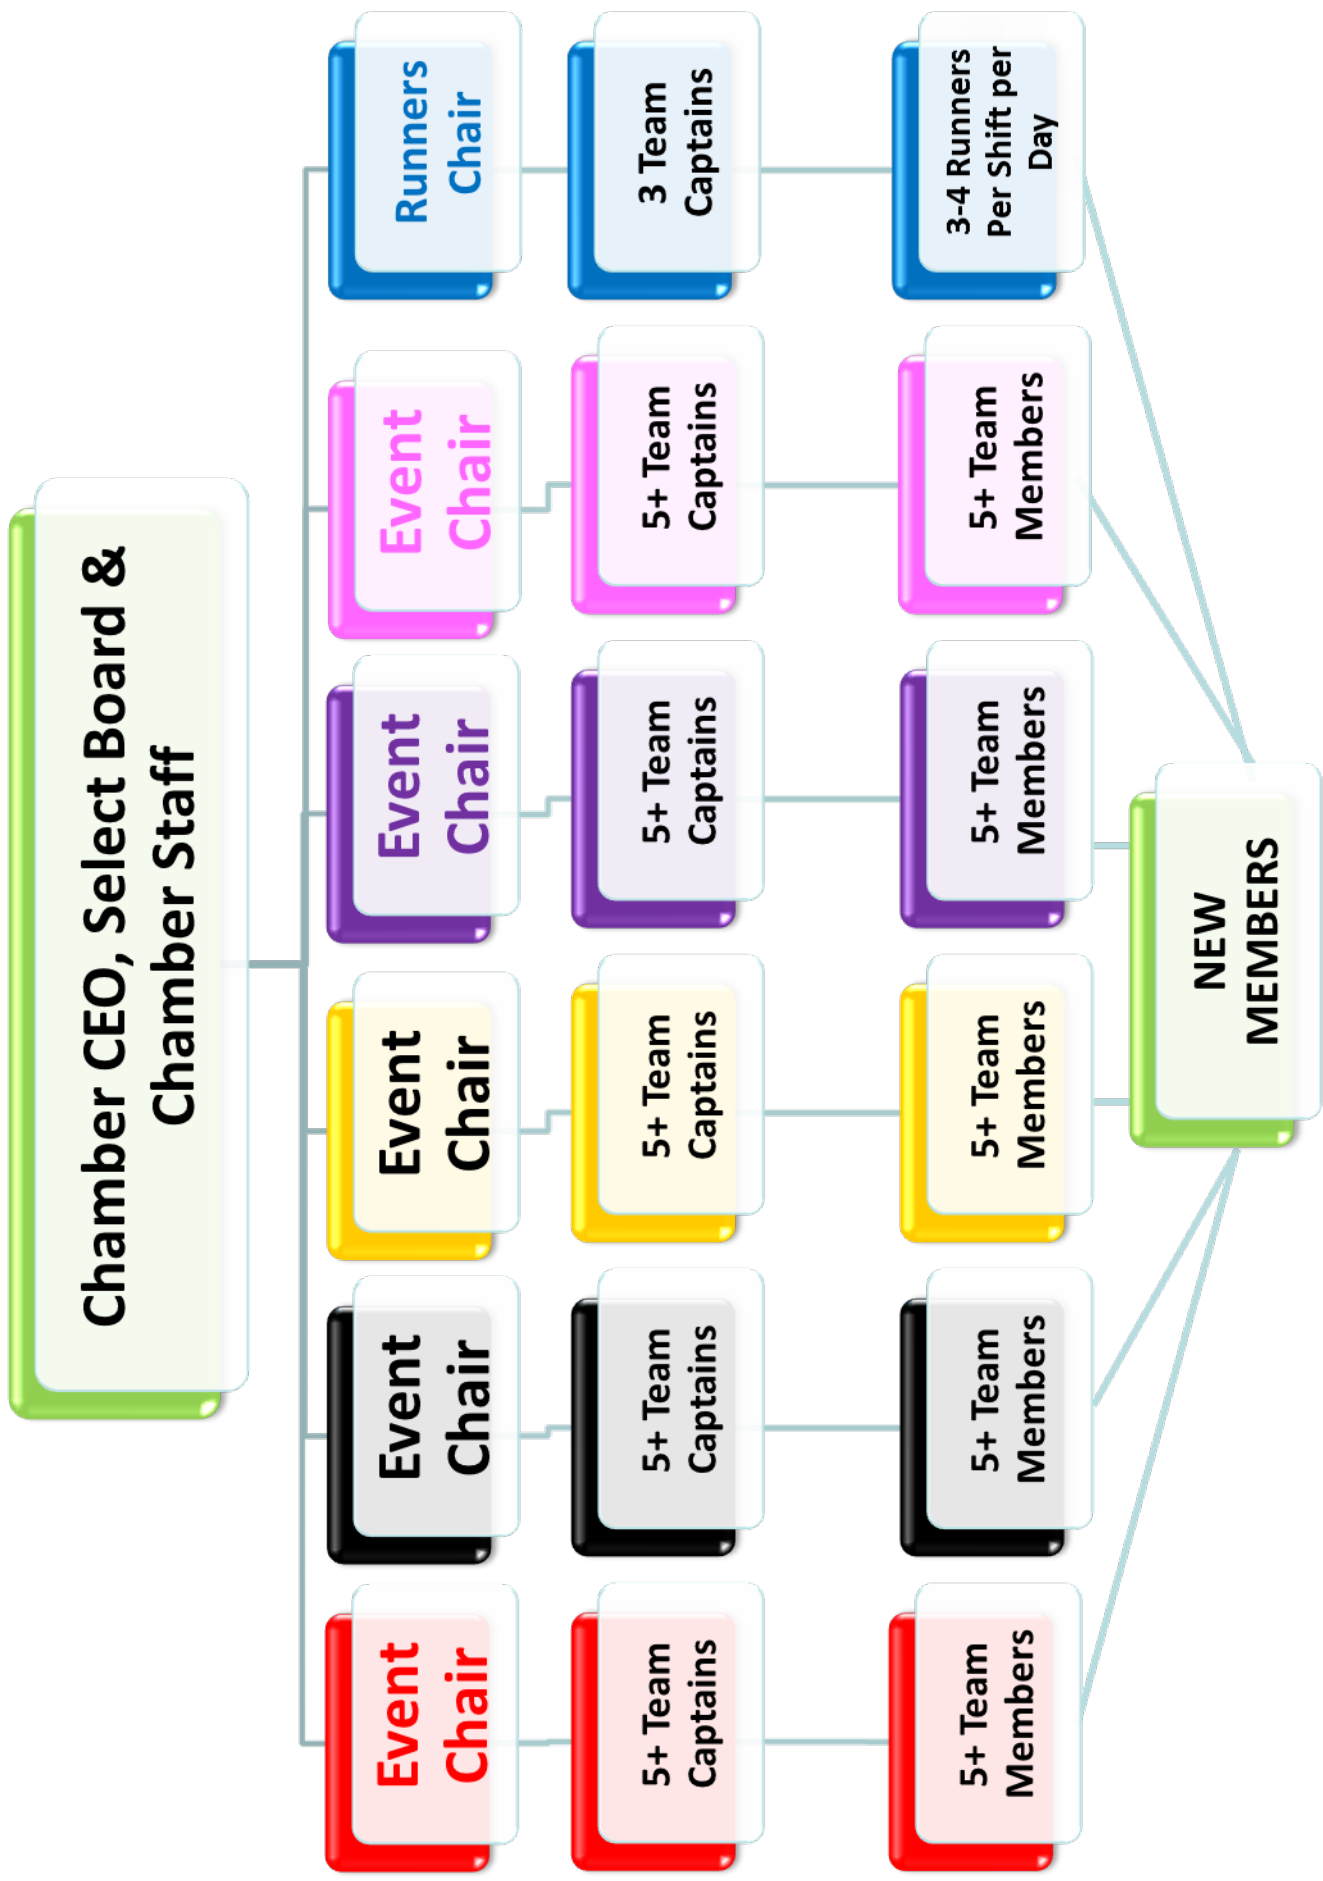 Chamber CEO, Select Board &
Chamber Staff
Event
Chair
Event
Chair
Event
Chair
Event
Chair
Event
Chair
Runners
Chair
5+ Team
Captains
5+ Team
Captains
5+ Team
Captains
5+ Team
Captains
5+ Team
Captains
3 Team
Captains
5+ Team
Members
5+ Team
Members
5+ Team
Members
5+ Team
Members
5+ Team
Members
3-4 Runners
Per Shift per
Day
NEW
MEMBERS